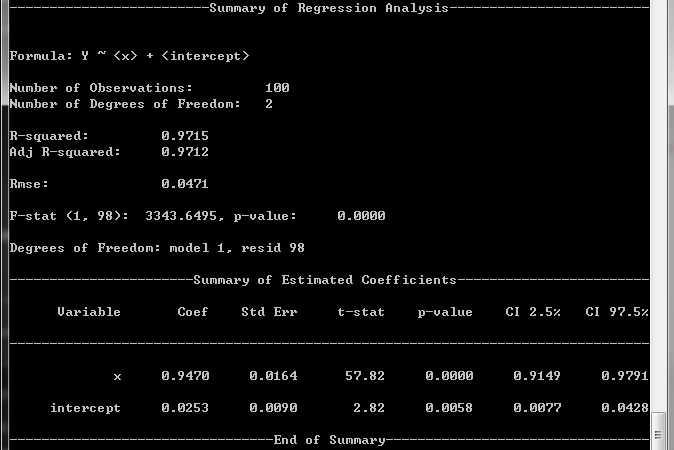 -------------------------Summary of Regression Analysis-------------------------
Formula: Y ~ <x> + <intercept>
Number of Observations:         100
Number of Degrees of Freedom:   2
R-squared:         0.9715
Adj R-squared:     0.9712
Rmse:              0.0471
F-stat (1, 98):  3343.6495, p-value:     0.0000
Degrees of Freedom: model 1, resid 98
-----------------------Summary of Estimated Coefficients------------------------
      Variable       Coef    Std Err     t-stat    p-value    CI 2.5%   CI 97.5%
--------------------------------------------------------------------------------
             x     0.9470     0.0164      57.82     0.0000     0.9149     0.9791
     intercept     0.0253     0.0090       2.82     0.0058     0.0077     0.0428
---------------------------------End of Summary---------------------------------